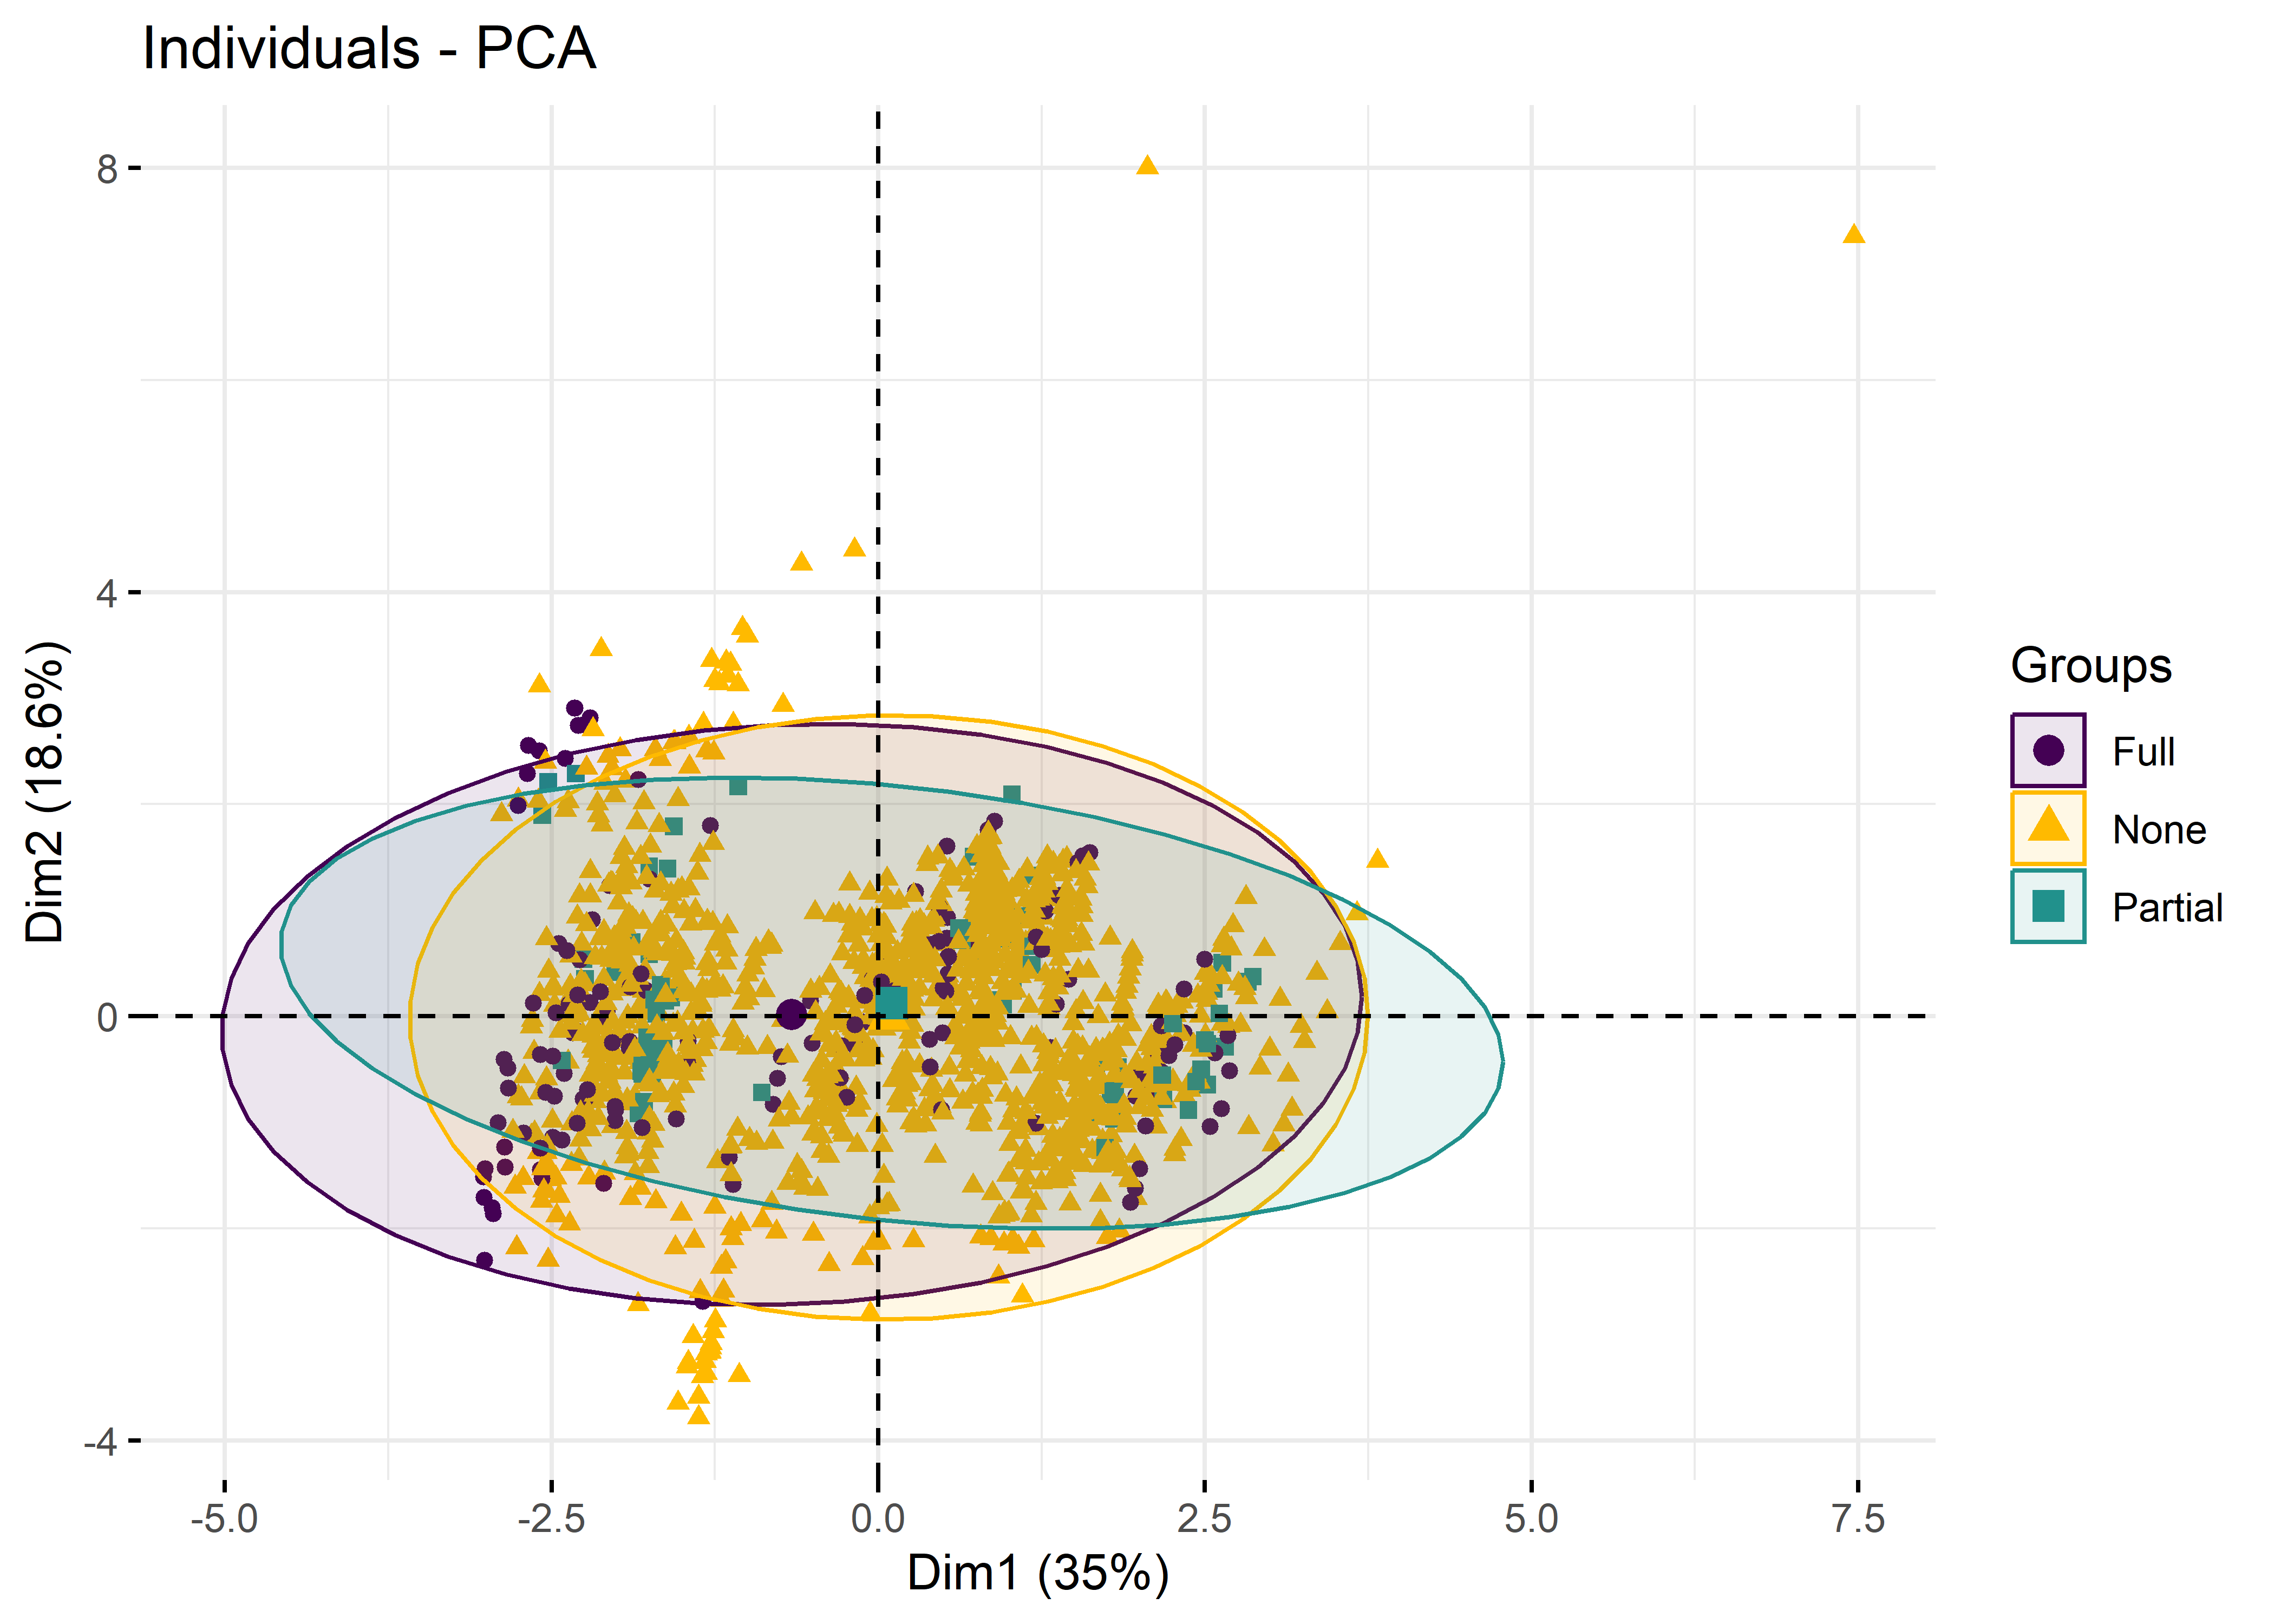 Individuals - PCA
8
4
0
-4
Dim2 (18.6%)
-5.0
-2.5
0.0
2.5
5.0
7.5
Dim1 (35%)
Groups
Full
None
Partial